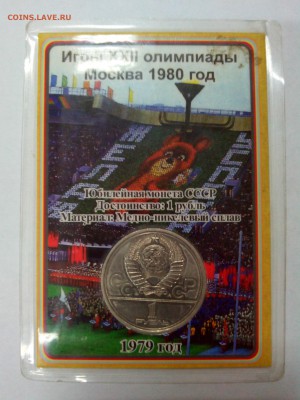 COINS.LAVE.RU
Игры XXII олимпиады
Москва 1980 год
Юбилейная монета СССР
Достоинство: 1 рубль
Материал: Медно-никелевый сплав
1
1979 год